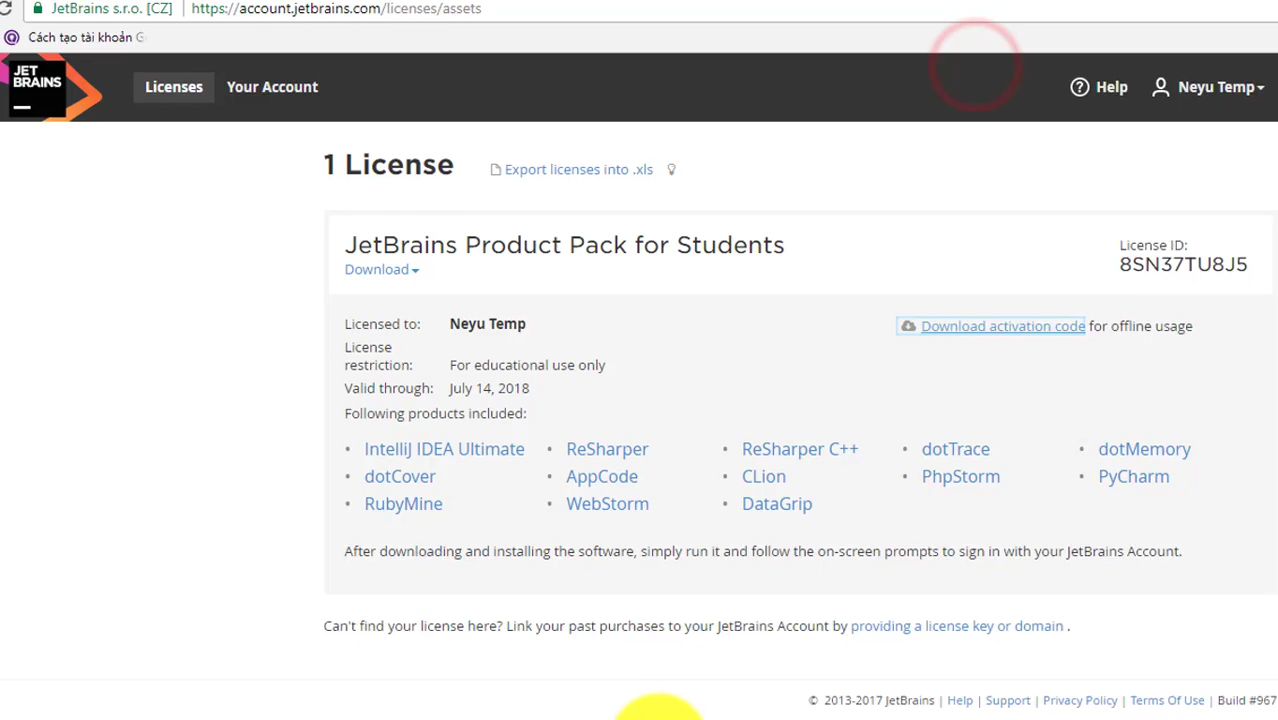 JetBrains s.r.o. [CZ] https://account.jetbrains.com/licenses/assets
Cách tạo tài khoản G
JET
BRAINS
Licenses Your Account Help Neyu Temp
1 License Export licenses into .xls
JetBrains Product Pack for Students
Download
License ID:
8SN37TU8J5
Licensed to: Neyu Temp
Download activation code for offline usage
License
restriction: For educational use only
Valid through: July 14, 2018
Following products included:
• IntelliJ IDEA Ultimate • ReSharper • ReSharper C++ • dotTrace • dotMemory
• dotCover • AppCode • CLion • PhpStorm • PyCharm
• RubyMine • WebStorm • DataGrip
After downloading and installing the software, simply run it and follow the on-screen prompts to sign in with your JetBrains Account.
Can't find your license here? Link your past purchases to your JetBrains Account by providing a license key or domain .
© 2013-2017 JetBrains | Help | Support | Privacy Policy | Terms Of Use | Build #967